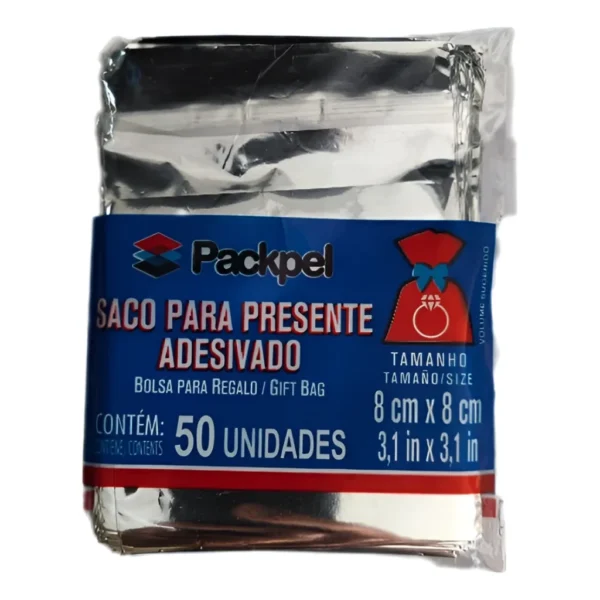 Packpel
SACO PARA PRESENTE
ADESIVADO
BOLSA PARA REGALO / GIFT BAG
CONTÉM:
CONTIENE CONTENTS
50 UNIDADES
VOLUME SUGERIDO
TAMANHO
TAMAÑO/SIZE
8 cm x 8 cm
3,1 in x 3,1 in